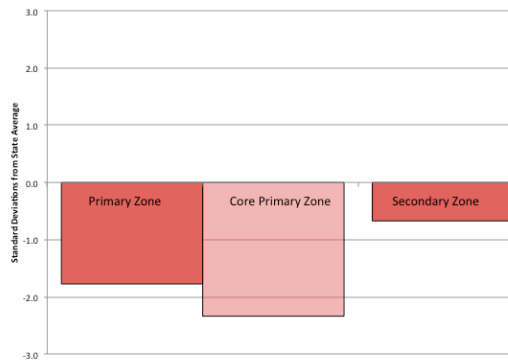 Standard Deviations from State Average
3.0
2.0
1.0
0.0
-1.0
-2.0
-3.0
Primary Zone
Core Primary Zone
Secondary Zone